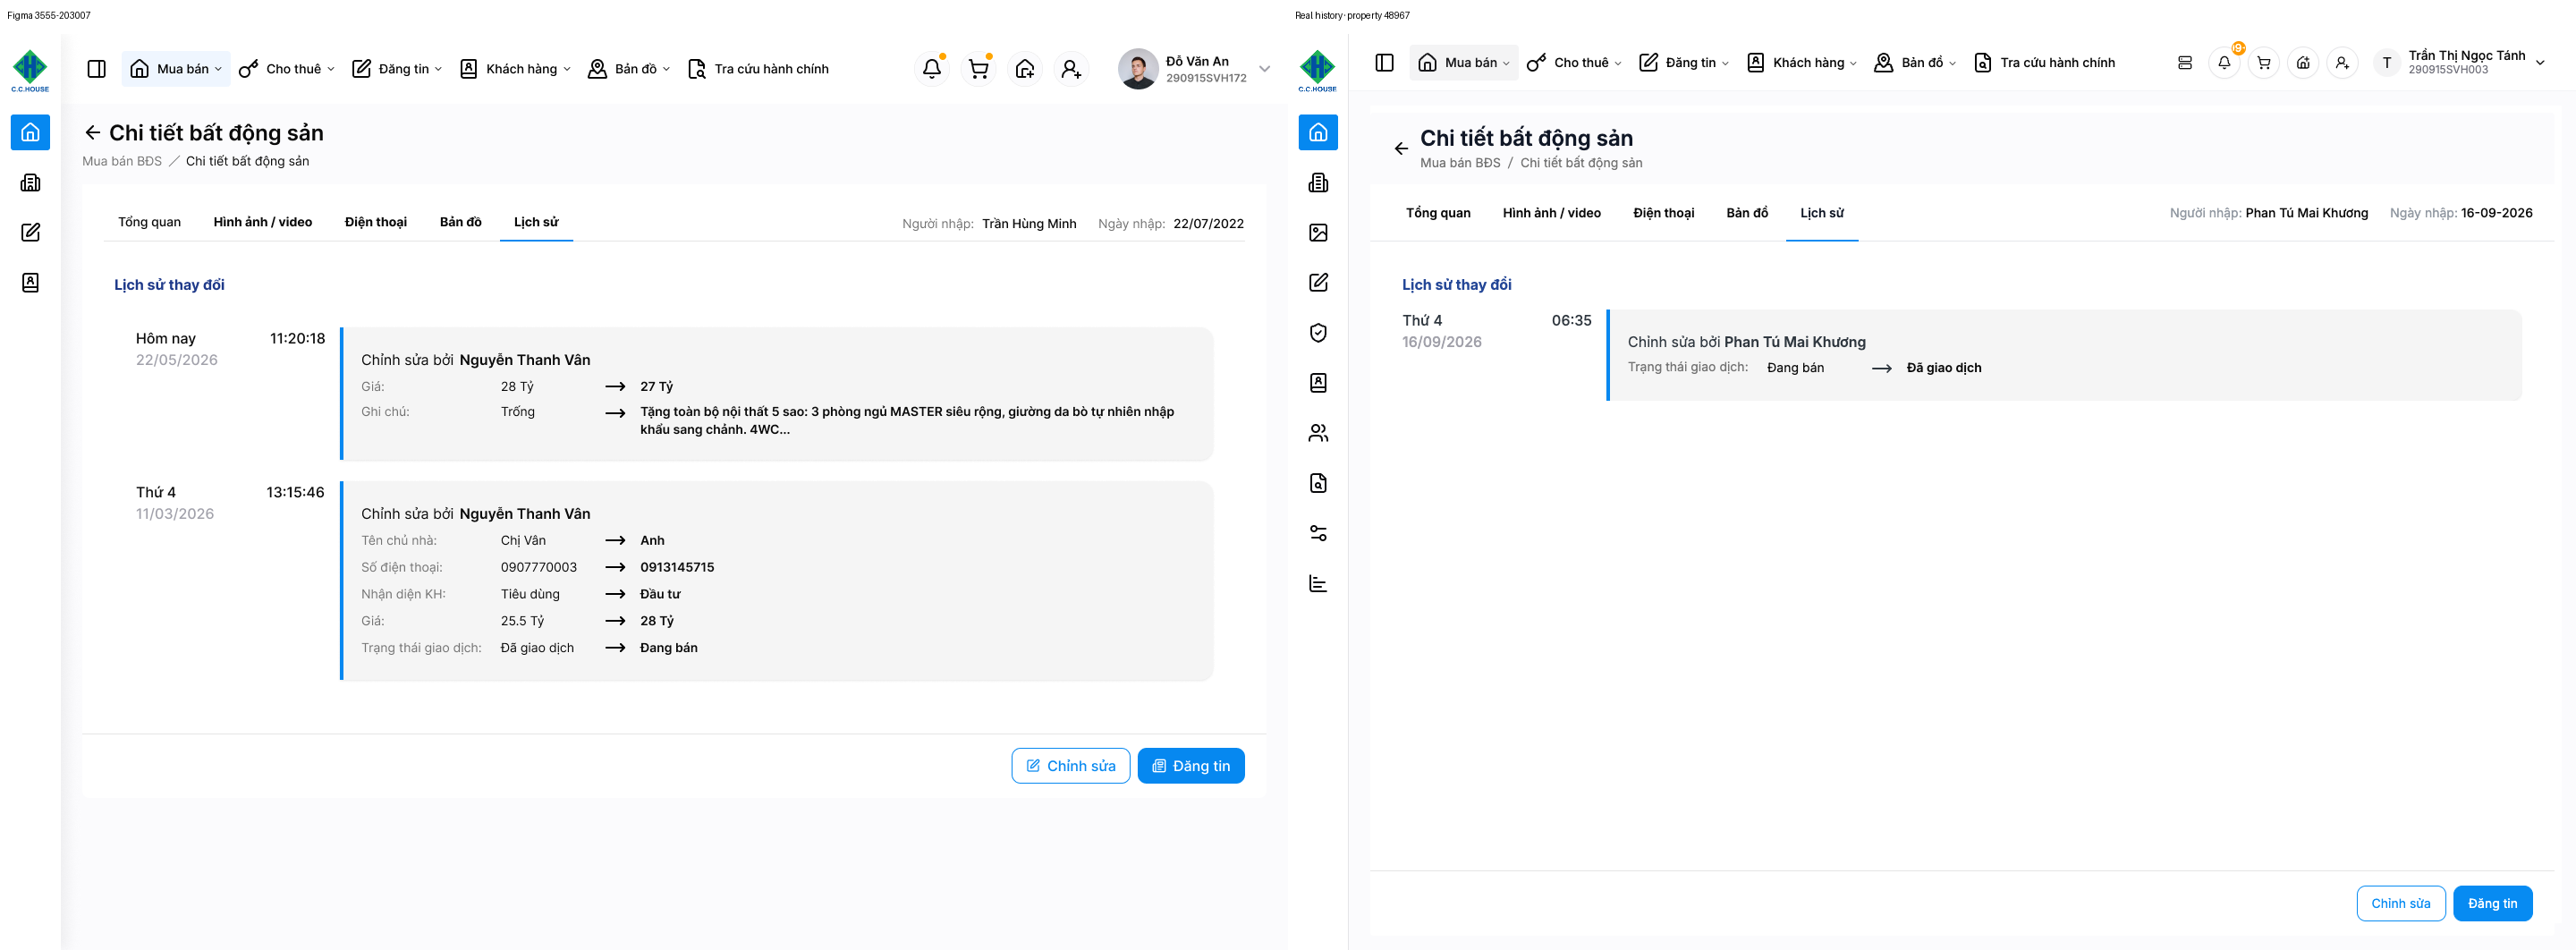 Figma 3555-203007
C.C.HOUSE
Mua bán
Cho thuê
Đăng tin
Khách hàng
Bản đồ
Tra cứu hành chính
Đỗ Văn An
290915SVH172
Chi tiết bất động sản
Mua bán BĐS / Chi tiết bất động sản
Tổng quan
Hình ảnh / video
Điện thoại
Bản đồ
Lịch sử
Người nhập: Trần Hùng Minh
Ngày nhập: 22/07/2022
Lịch sử thay đổi
Hôm nay
22/05/2026
11:20:18
Chỉnh sửa bởi Nguyễn Thanh Vân
Giá: 28 Tỷ → 27 Tỷ
Ghi chú: Trống → Tặng toàn bộ nội thất 5 sao: 3 phòng ngủ MASTER siêu rộng, giường da bò tự nhiên nhập
khẩu sang chảnh. 4WC...
Thứ 4
11/03/2026
13:15:46
Chỉnh sửa bởi Nguyễn Thanh Vân
Tên chủ nhà: Chị Vân → Anh
Số điện thoại: 0907770003 → 0913145715
Nhận diện KH: Tiêu dùng → Đầu tư
Giá: 25.5 Tỷ → 28 Tỷ
Trạng thái giao dịch: Đã giao dịch → Đang bán
Chỉnh sửa
Đăng tin
Real history · property 48967
C.C.HOUSE
Mua bán
Cho thuê
Đăng tin
Khách hàng
Bản đồ
Tra cứu hành chính
T
Trần Thị Ngọc Tánh
290915SVH003
Chi tiết bất động sản
Mua bán BĐS / Chi tiết bất động sản
Tổng quan
Hình ảnh / video
Điện thoại
Bản đồ
Lịch sử
Người nhập: Phan Tú Mai Khương
Ngày nhập: 16-09-2026
Lịch sử thay đổi
Thứ 4
16/09/2026
06:35
Chỉnh sửa bởi Phan Tú Mai Khương
Trạng thái giao dịch: Đang bán → Đã giao dịch
Chỉnh sửa
Đăng tin